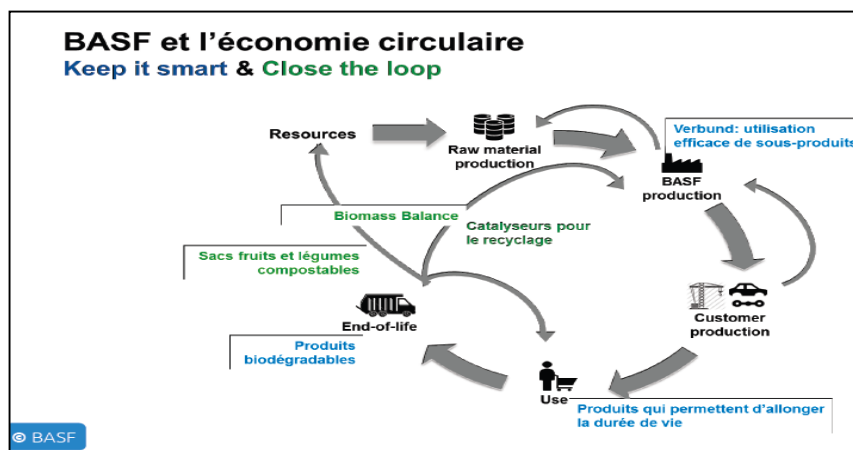 BASF et l'économie circulaire
Keep it smart & Close the loop
Resources
Raw material
production
Verbund: utilisation
efficace de sous-produits
BASF
production
Biomass Balance
Catalyseurs pour
le recyclage
Sacs fruits et légumes
compostables
End-of-life
Customer
production
Produits
biodégradables
Use
Produits qui permettent d'allonger
la durée de vie
© BASF